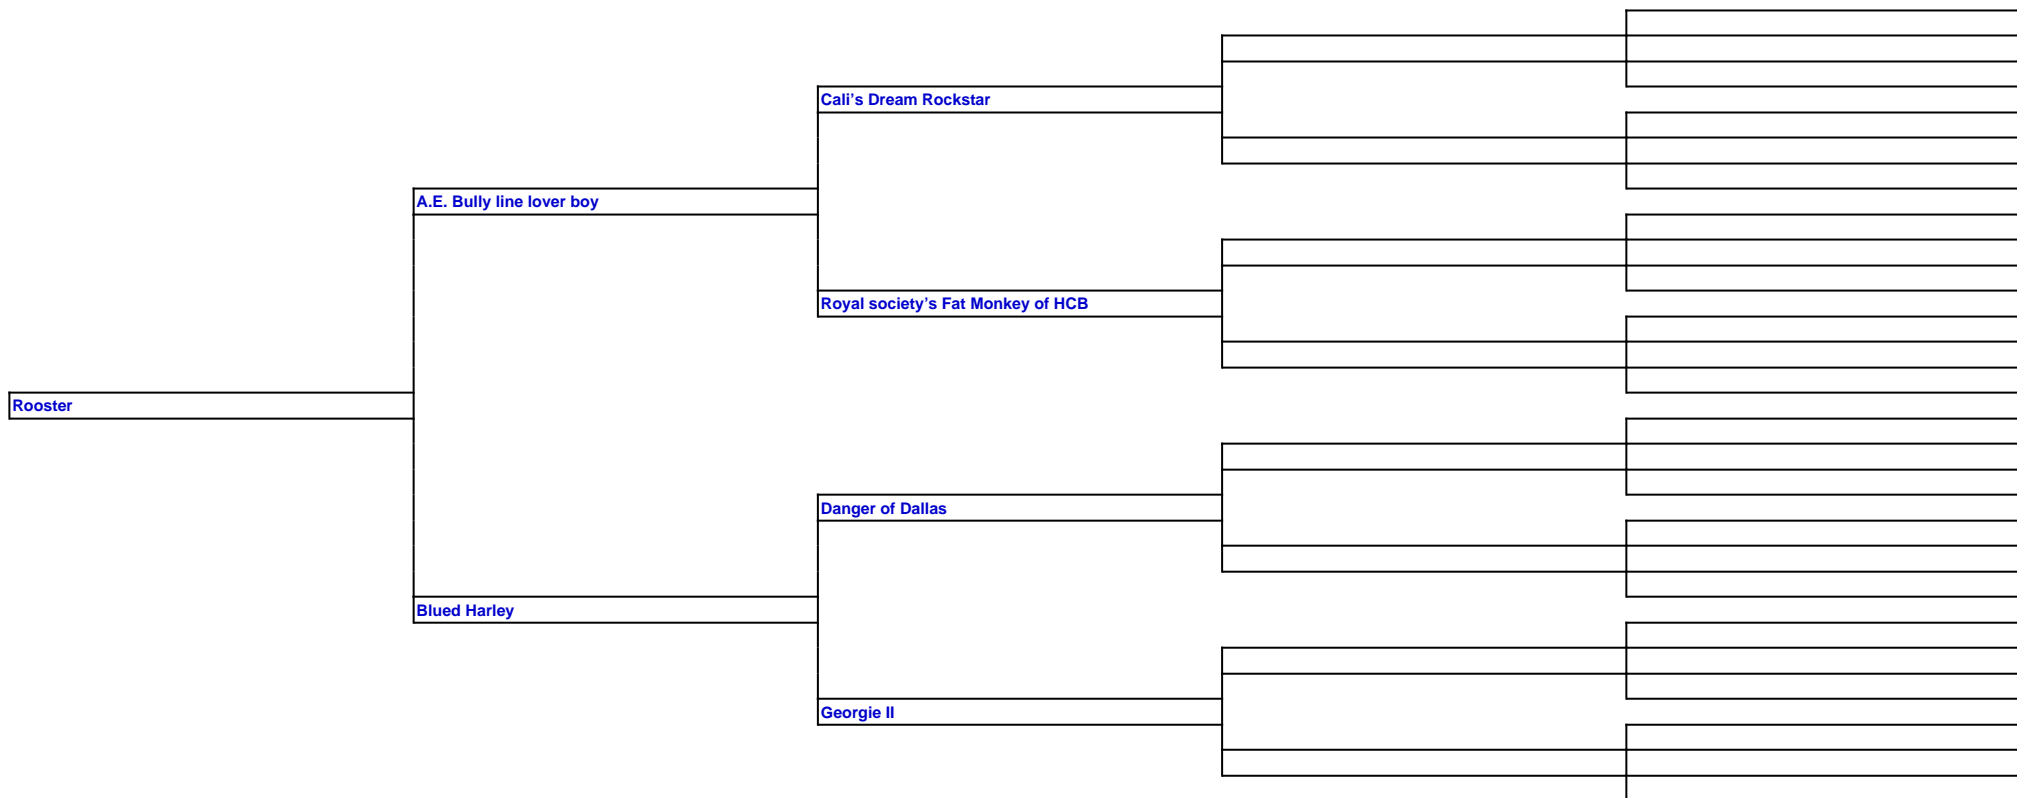 Cali’s Dream Rockstar
A.E. Bully line lover boy
Royal society’s Fat Monkey of HCB
Rooster
Danger of Dallas
Blued Harley
Georgie II